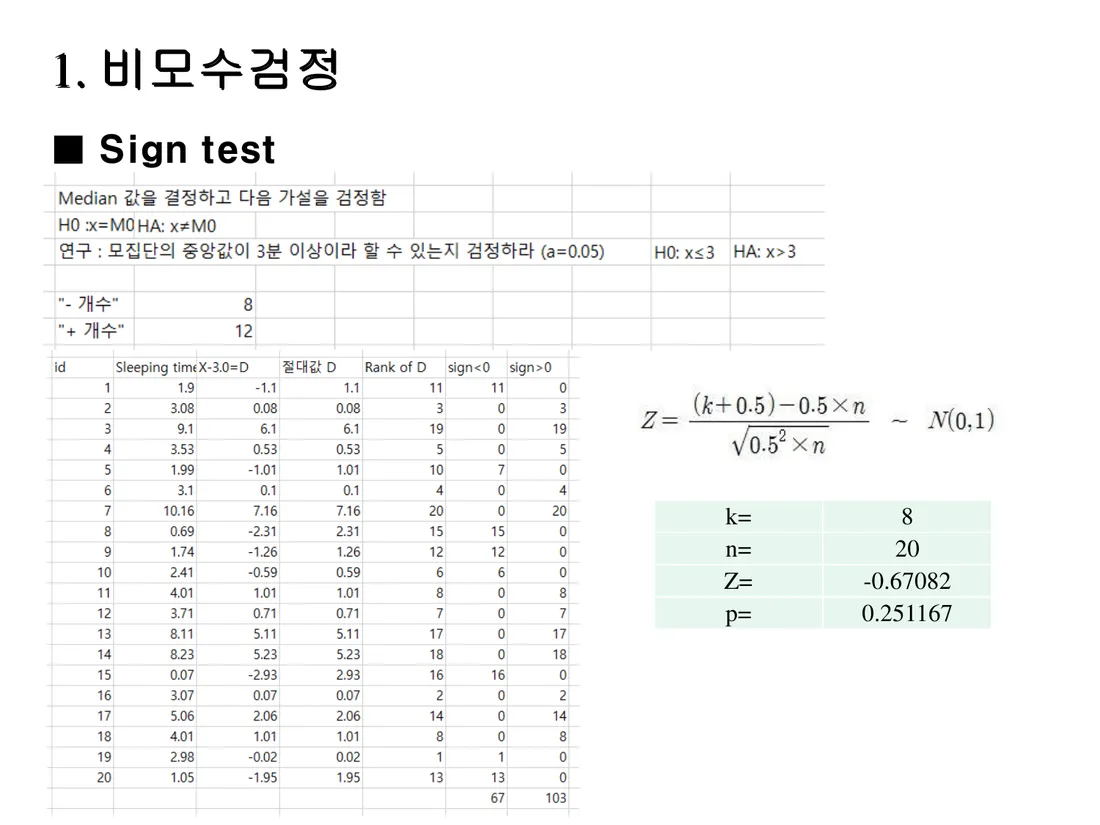 1. 비모수검정
■ Sign test
Median 값을 결정하고 다음 가설을 검정함
H0 :x=M0 HA: x≠M0
연구 : 모집단의 중앙값이 3분 이상이라 할 수 있는지 검정하라 (a=0.05) H0: x≤3 HA: x>3
"- 개수" 8
"+ 개수" 12
id Sleeping time X-3.0=D 절대값 D Rank of D sign<0 sign>0
1 1.9 -1.1 1.1 11 11 0
2 3.08 0.08 0.08 3 0 3
3 9.1 6.1 6.1 19 0 19
4 3.53 0.53 0.53 5 0 5
5 1.99 -1.01 1.01 10 7 0
6 3.1 0.1 0.1 4 0 4
7 10.16 7.16 7.16 20 0 20
8 0.69 -2.31 2.31 15 15 0
9 1.74 -1.26 1.26 12 12 0
10 2.41 -0.59 0.59 6 6 0
11 4.01 1.01 1.01 8 0 8
12 3.71 0.71 0.71 7 0 7
13 8.11 5.11 5.11 17 0 17
14 8.23 5.23 5.23 18 0 18
15 0.07 -2.93 2.93 16 16 0
16 3.07 0.07 0.07 2 0 2
17 5.06 2.06 2.06 14 0 14
18 4.01 1.01 1.01 8 0 8
19 2.98 -0.02 0.02 1 1 0
20 1.05 -1.95 1.95 13 13 0
67 103
Z = (k+0.5)−0.5×n / √0.5²×n ~ N(0,1)
k= 8
n= 20
Z= -0.67082
p= 0.251167